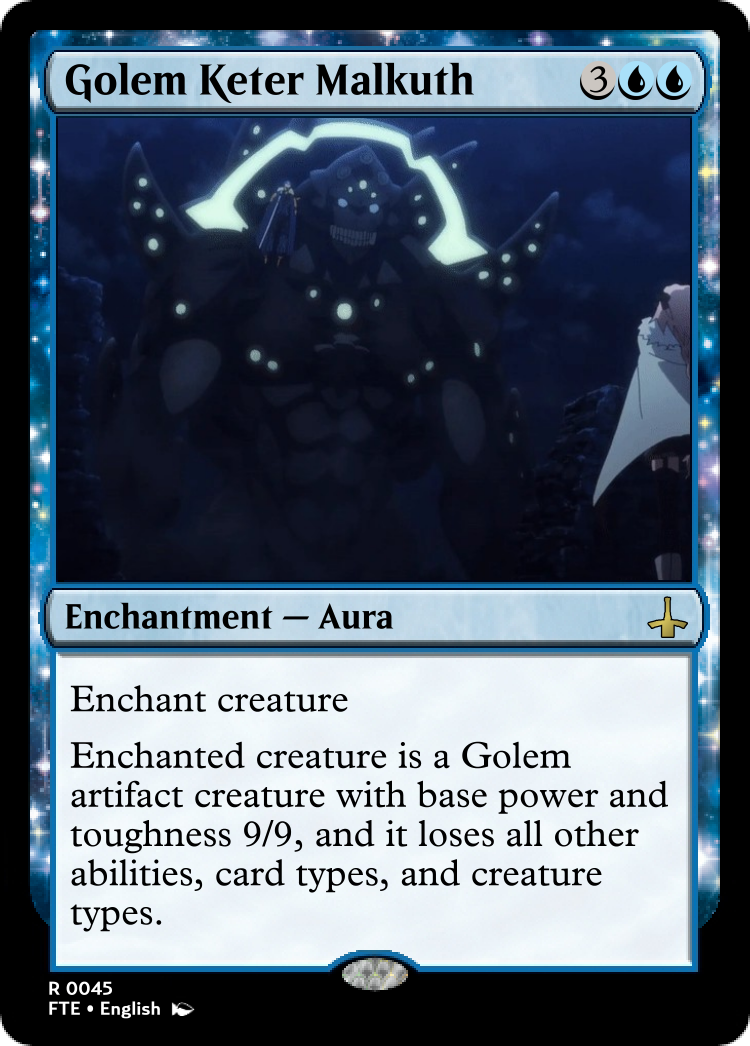 Golem Keter Malkuth 3
Enchantment — Aura
Enchant creature
Enchanted creature is a Golem
artifact creature with base power and
toughness 9/9, and it loses all other
abilities, card types, and creature
types.
R 0045
FTE • English